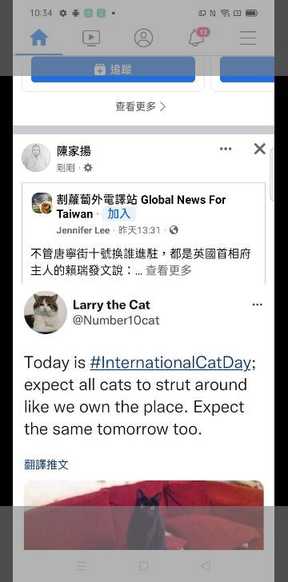 10:34
12
追蹤
查看更多
陳家揚
剛剛 ·
割蘿蔔外電譯站 Global News For
Taiwan · 加入
Jennifer Lee · 昨天13:31 ·
不管唐寧街十號換誰進駐，都是英國首相府
主人的賴瑞發文說：... 查看更多
Larry the Cat
@Number10cat
Today is #InternationalCatDay;
expect all cats to strut around
like we own the place. Expect
the same tomorrow too.
翻譯推文